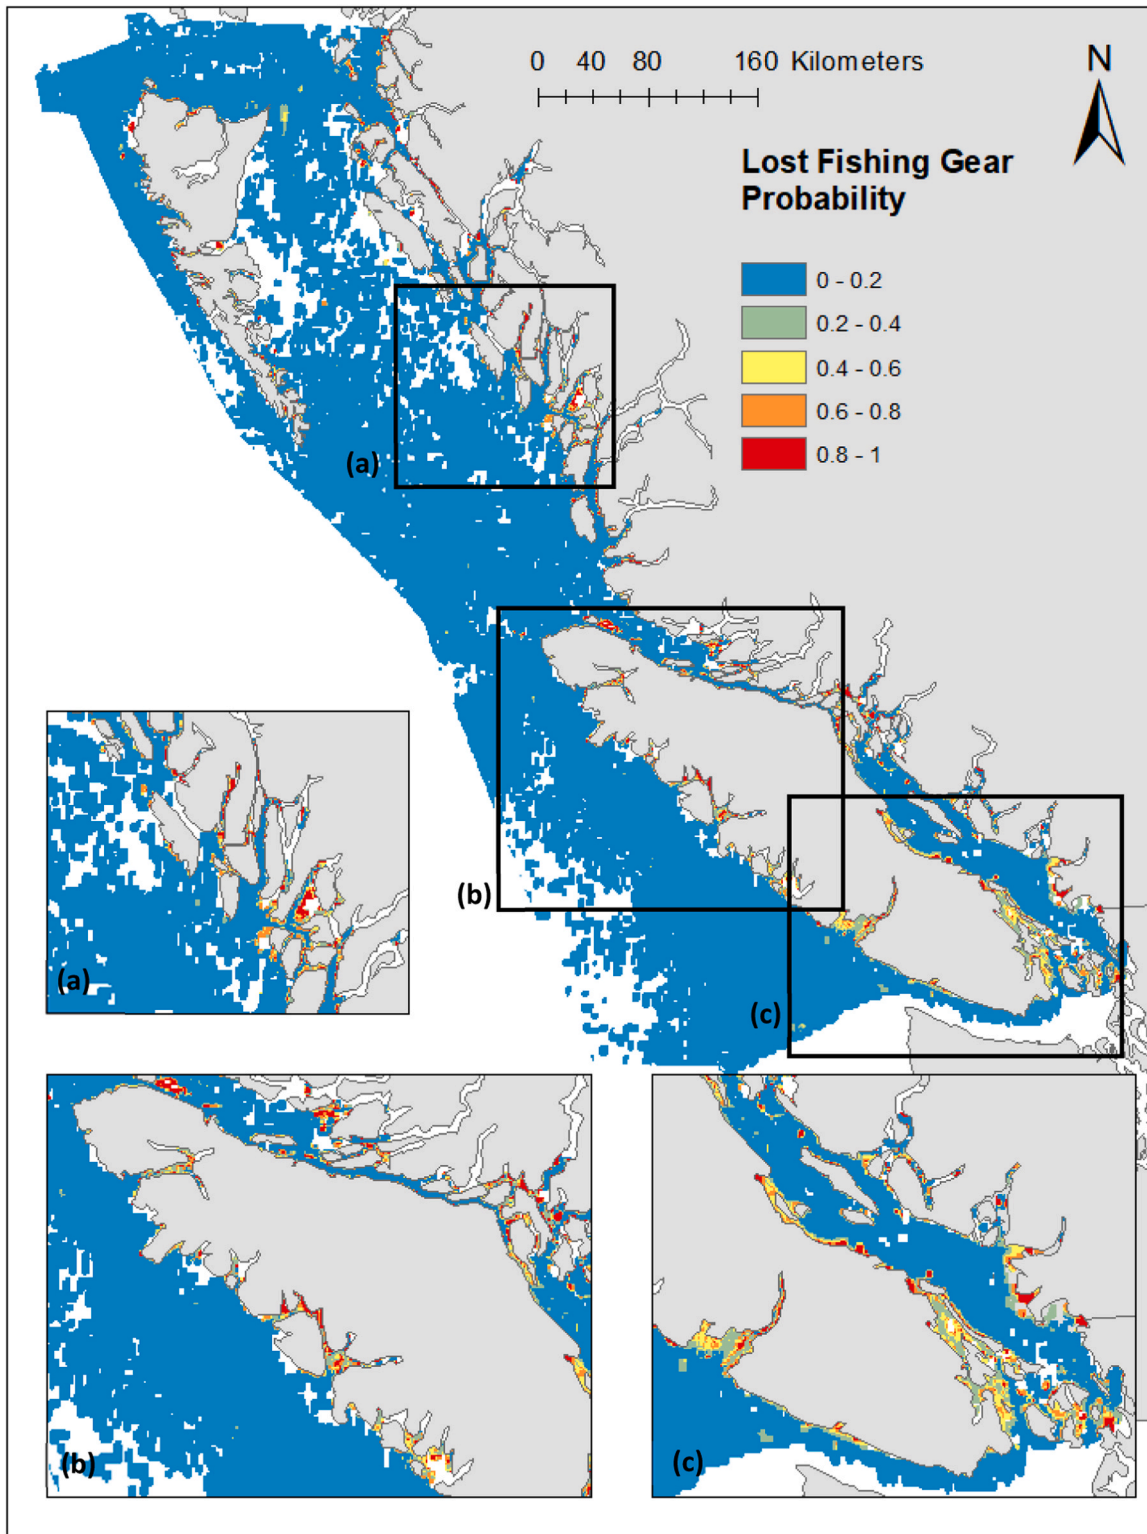 0 40 80 160 Kilometers
N
Lost Fishing Gear
Probability
0 - 0.2
0.2 - 0.4
0.4 - 0.6
0.6 - 0.8
0.8 - 1
(a)
(b)
(c)
(a)
(b)
(c)